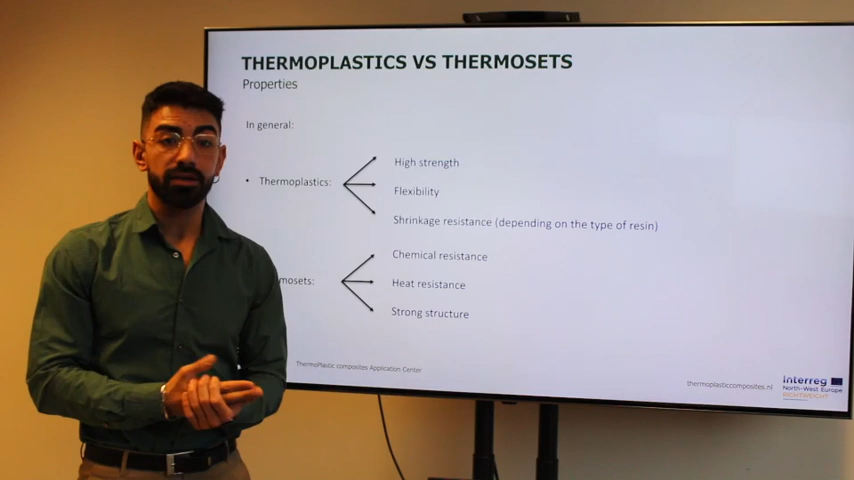 THERMOPLASTICS VS THERMOSETS
Properties
In general:
• Thermoplastics:
High strength
Flexibility
Shrinkage resistance (depending on the type of resin)
mosets:
Chemical resistance
Heat resistance
Strong structure
ThermoPlastic composites Application Center
thermoplasticcomposites.nl
Interreg
North-West Europe
RIGHTWEIGHT